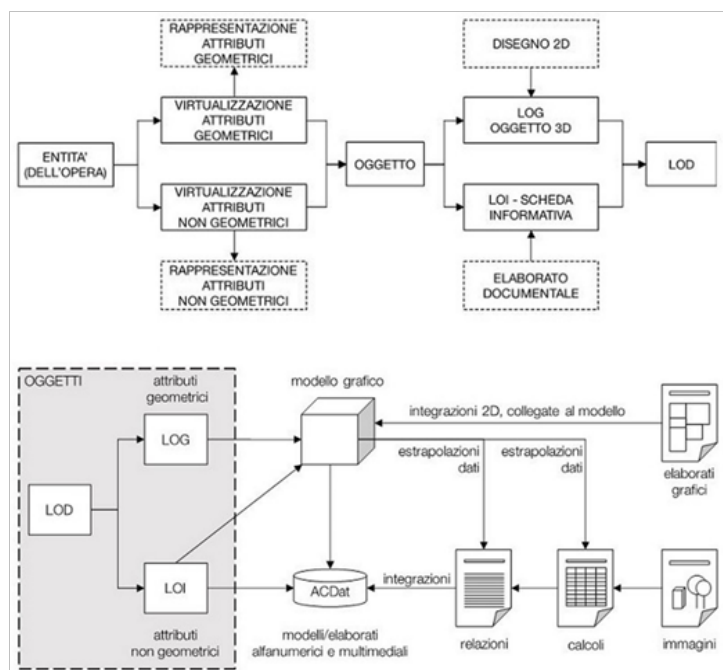 RAPPRESENTAZIONE
ATTRIBUTI
GEOMETRICI
DISEGNO 2D
VIRTUALIZZAZIONE
ATTRIBUTI
GEOMETRICI
LOG
OGGETTO 3D
ENTITA'
(DELL'OPERA)
OGGETTO
LOD
VIRTUALIZZAZIONE
ATTRIBUTI
NON GEOMETRICI
LOI - SCHEDA
INFORMATIVA
RAPPRESENTAZIONE
ATTRIBUTI
NON GEOMETRICI
ELABORATO
DOCUMENTALE
OGGETTI
attributi
geometrici
modello grafico
LOG
integrazioni 2D, collegate al modello
estrapolazioni
dati
estrapolazioni
dati
elaborati
grafici
LOD
LOI
ACDat
integrazioni
attributi
non geometrici
modelli/elaborati
alfanumerici e multimediali
relazioni
calcoli
immagini